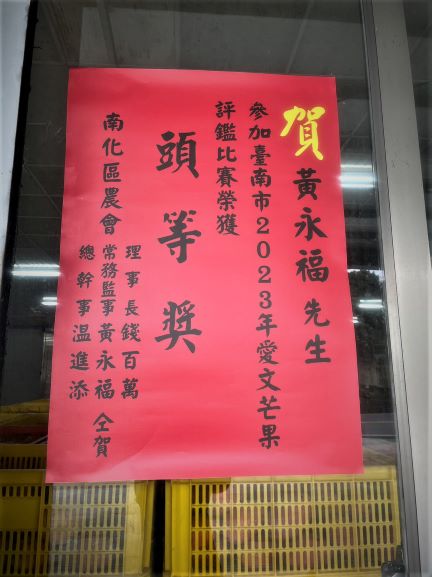 賀黃永福先生
參加臺南市2023年愛文芒果
評鑑比賽榮獲
頭等獎
南化區農會
理事長錢百萬
常務監事黃永福
總幹事溫進添
仝賀